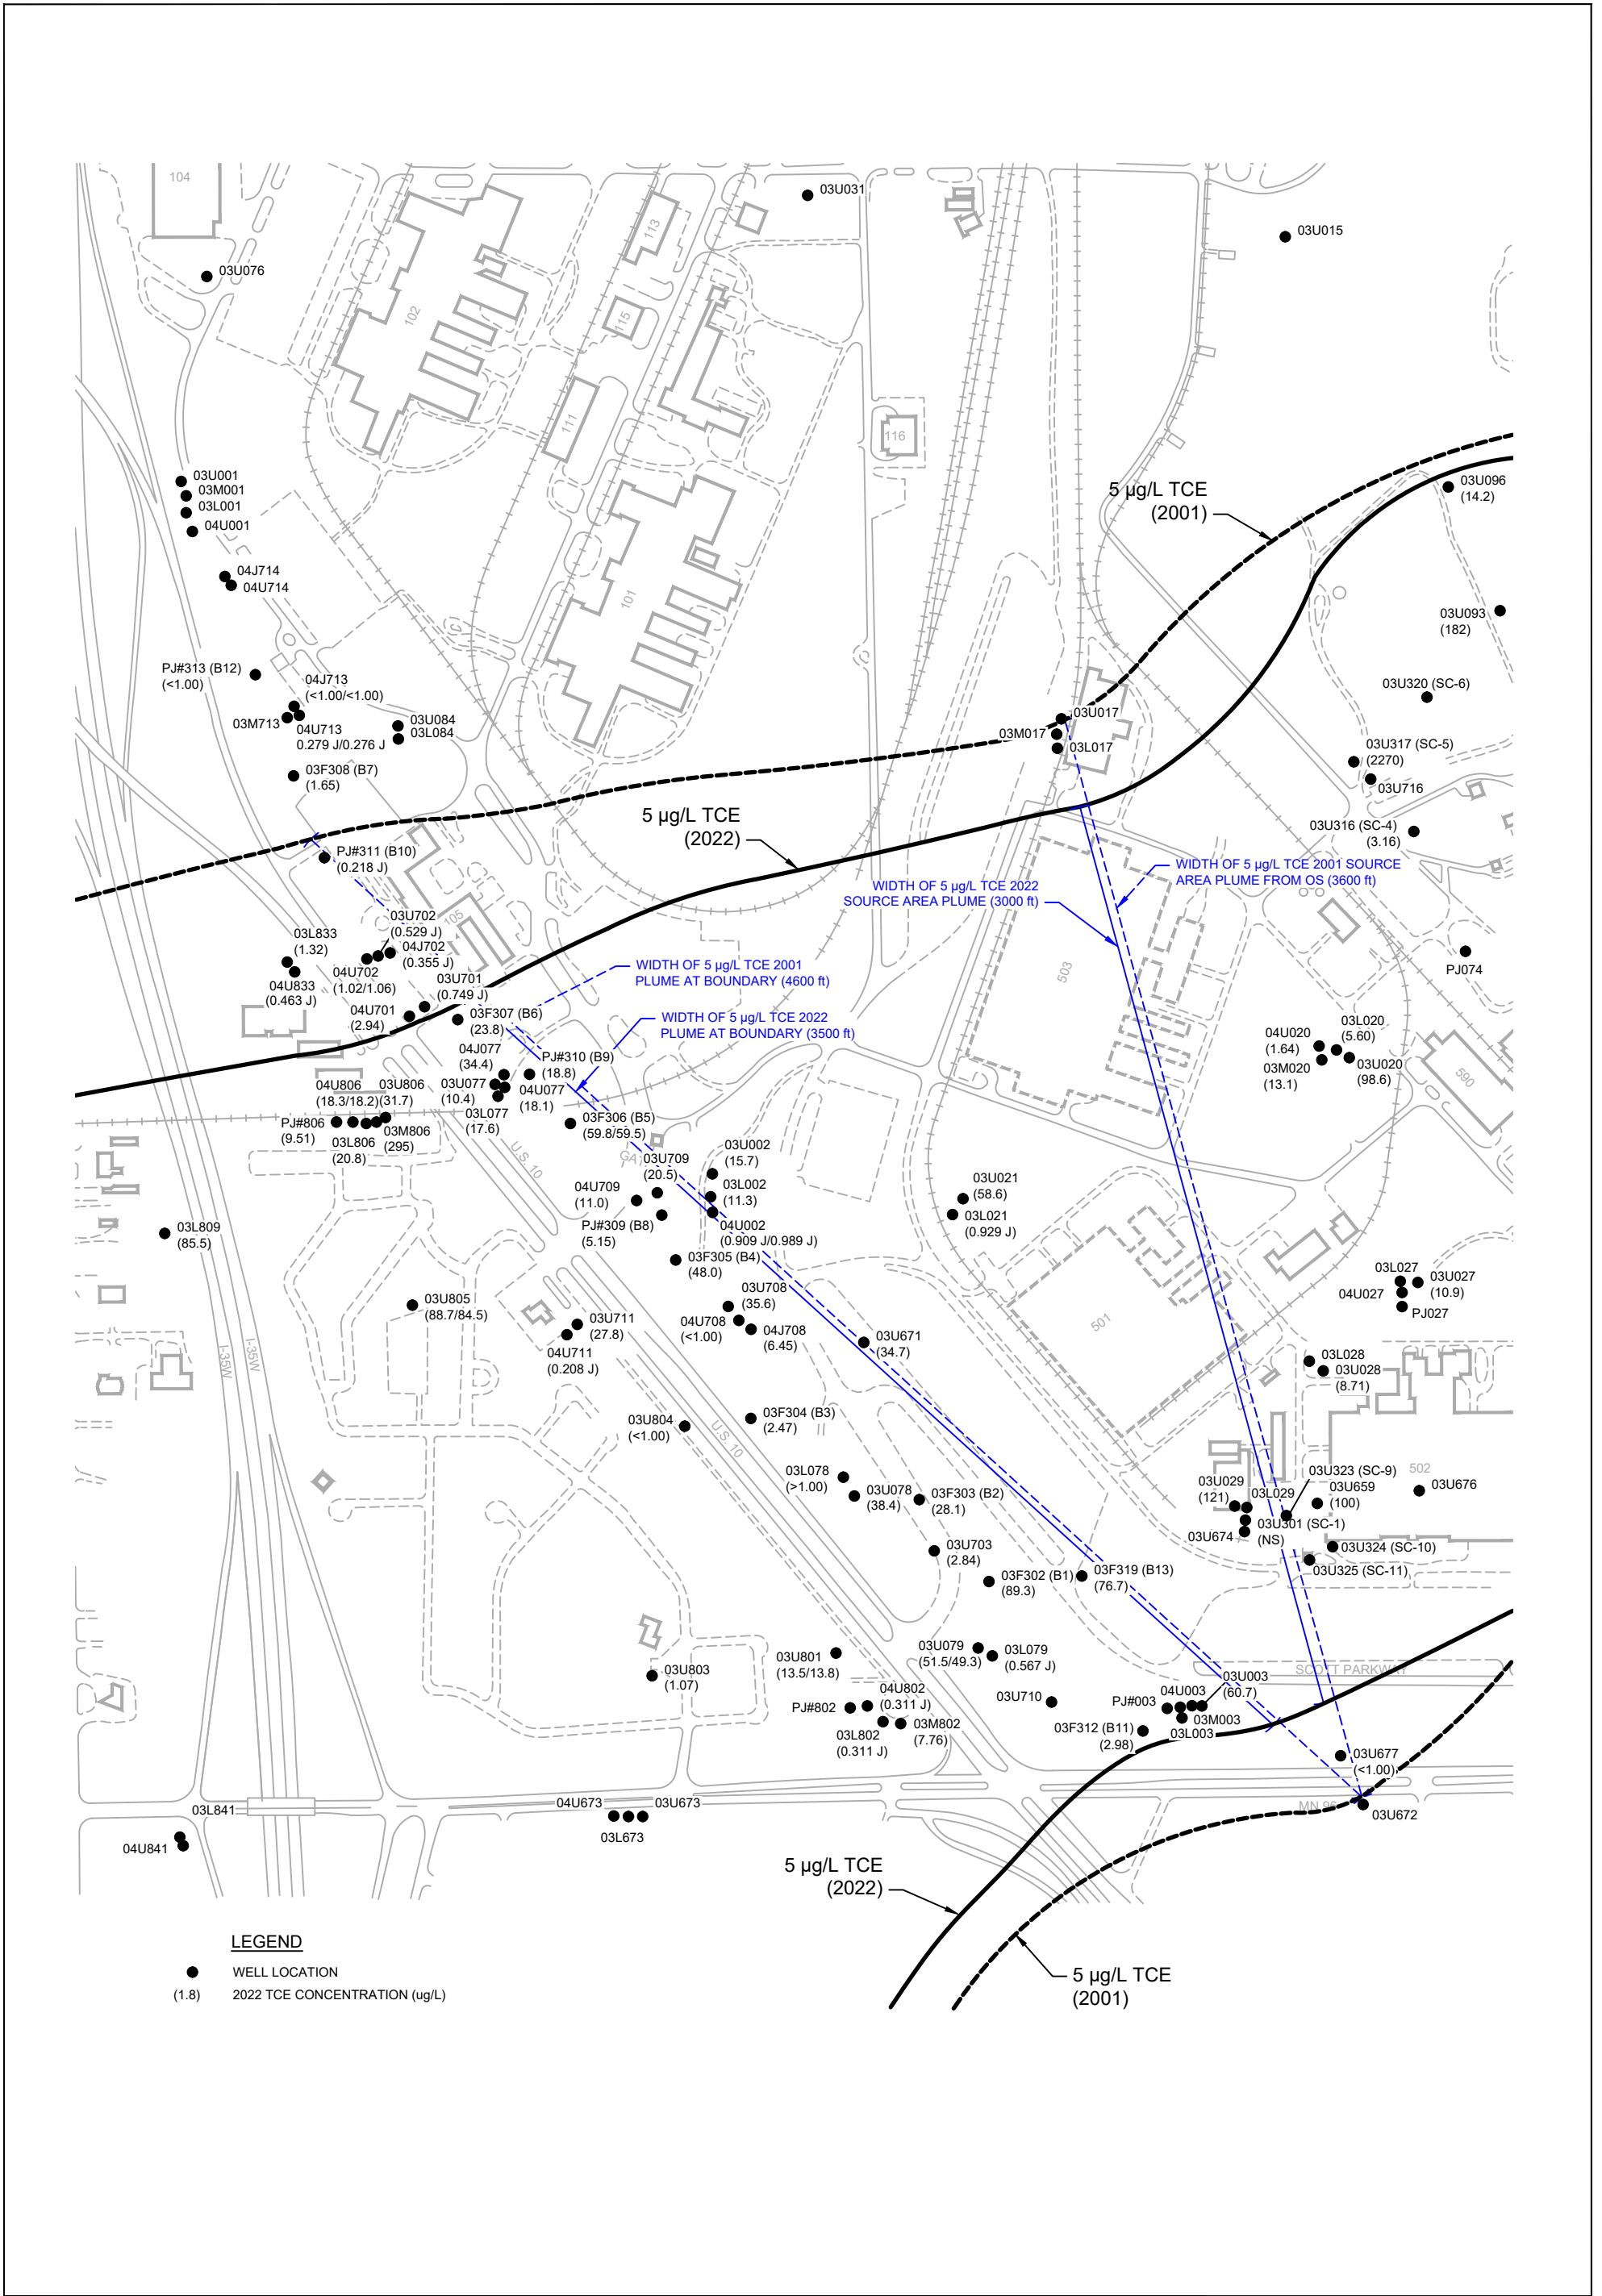 104
03U031
113
03U015
03U076
102
115
111
116
03U001
03M001
03L001
04U001
5 µg/L TCE
(2001)
03U096
(14.2)
04J714
04U714
101
03U093
(182)
PJ#313 (B12)
(<1.00)
04J713
(<1.00/<1.00)
03M713
04U713
0.279 J/0.276 J
03U084
03L084
03U320 (SC-6)
03U017
03M017
03L017
03U317 (SC-5)
(2270)
03U716
03F308 (B7)
(1.65)
5 µg/L TCE
(2022)
03U316 (SC-4)
(3.16)
PJ#311 (B10)
(0.218 J)
WIDTH OF 5 µg/L TCE 2001 SOURCE
AREA PLUME FROM OS (3600 ft)
WIDTH OF 5 µg/L TCE 2022
SOURCE AREA PLUME (3000 ft)
105
03U702
(0.529 J)
03L833
(1.32)
04J702
(0.355 J)
04U702
(1.02/1.06)
04U833
(0.463 J)
503
PJ074
WIDTH OF 5 µg/L TCE 2001
PLUME AT BOUNDARY (4600 ft)
03U701
(0.749 J)
04U701
(2.94)
03F307 (B6)
(23.8)
WIDTH OF 5 µg/L TCE 2022
PLUME AT BOUNDARY (3500 ft)
04U020
(1.64)
03L020
(5.60)
03M020
(13.1)
03U020
(98.6)
590
04J077
(34.4)
PJ#310 (B9)
(18.8)
03U077
(10.4)
04U077
(18.1)
03L077
(17.6)
04U806
(18.3/18.2)
03U806
(31.7)
PJ#806
(9.51)
03L806
(20.8)
03M806
(295)
03F306 (B5)
(59.8/59.5)
U.S. 10
03U709
(20.5)
03U002
(15.7)
03L002
(11.3)
04U709
(11.0)
PJ#309 (B8)
(5.15)
04U002
(0.909 J/0.989 J)
03U021
(58.6)
03L021
(0.929 J)
03L809
(85.5)
03F305 (B4)
(48.0)
03L027
04U027
03U027
(10.9)
PJ027
03U805
(88.7/84.5)
03U708
(35.6)
04U708
(<1.00)
04J708
(6.45)
03U711
(27.8)
04U711
(0.208 J)
501
03U671
(34.7)
I-35W
I-35W
03L028
03U028
(8.71)
03U804
(<1.00)
03F304 (B3)
(2.47)
U.S. 10
03L078
(>1.00)
03U078
(38.4)
03F303 (B2)
(28.1)
502
03U323 (SC-9)
03U029
(121)
03L029
03U659
(100)
03U676
03U301 (SC-1)
(NS)
03U674
03U324 (SC-10)
03U325 (SC-11)
03U703
(2.84)
03F302 (B1)
(89.3)
03F319 (B13)
(76.7)
03U801
(13.5/13.8)
03U079
(51.5/49.3)
03L079
(0.567 J)
03U803
(1.07)
SCOTT PARKWAY
03U003
(60.7)
03U710
PJ#003
04U003
03M003
03L003
PJ#802
04U802
(0.311 J)
03L802
(0.311 J)
03M802
(7.76)
03F312 (B11)
(2.98)
03U677
(<1.00)
MN 96
03U672
03L841
04U841
04U673
03U673
03L673
5 µg/L TCE
(2022)
5 µg/L TCE
(2001)
LEGEND
WELL LOCATION
(1.8) 2022 TCE CONCENTRATION (ug/L)